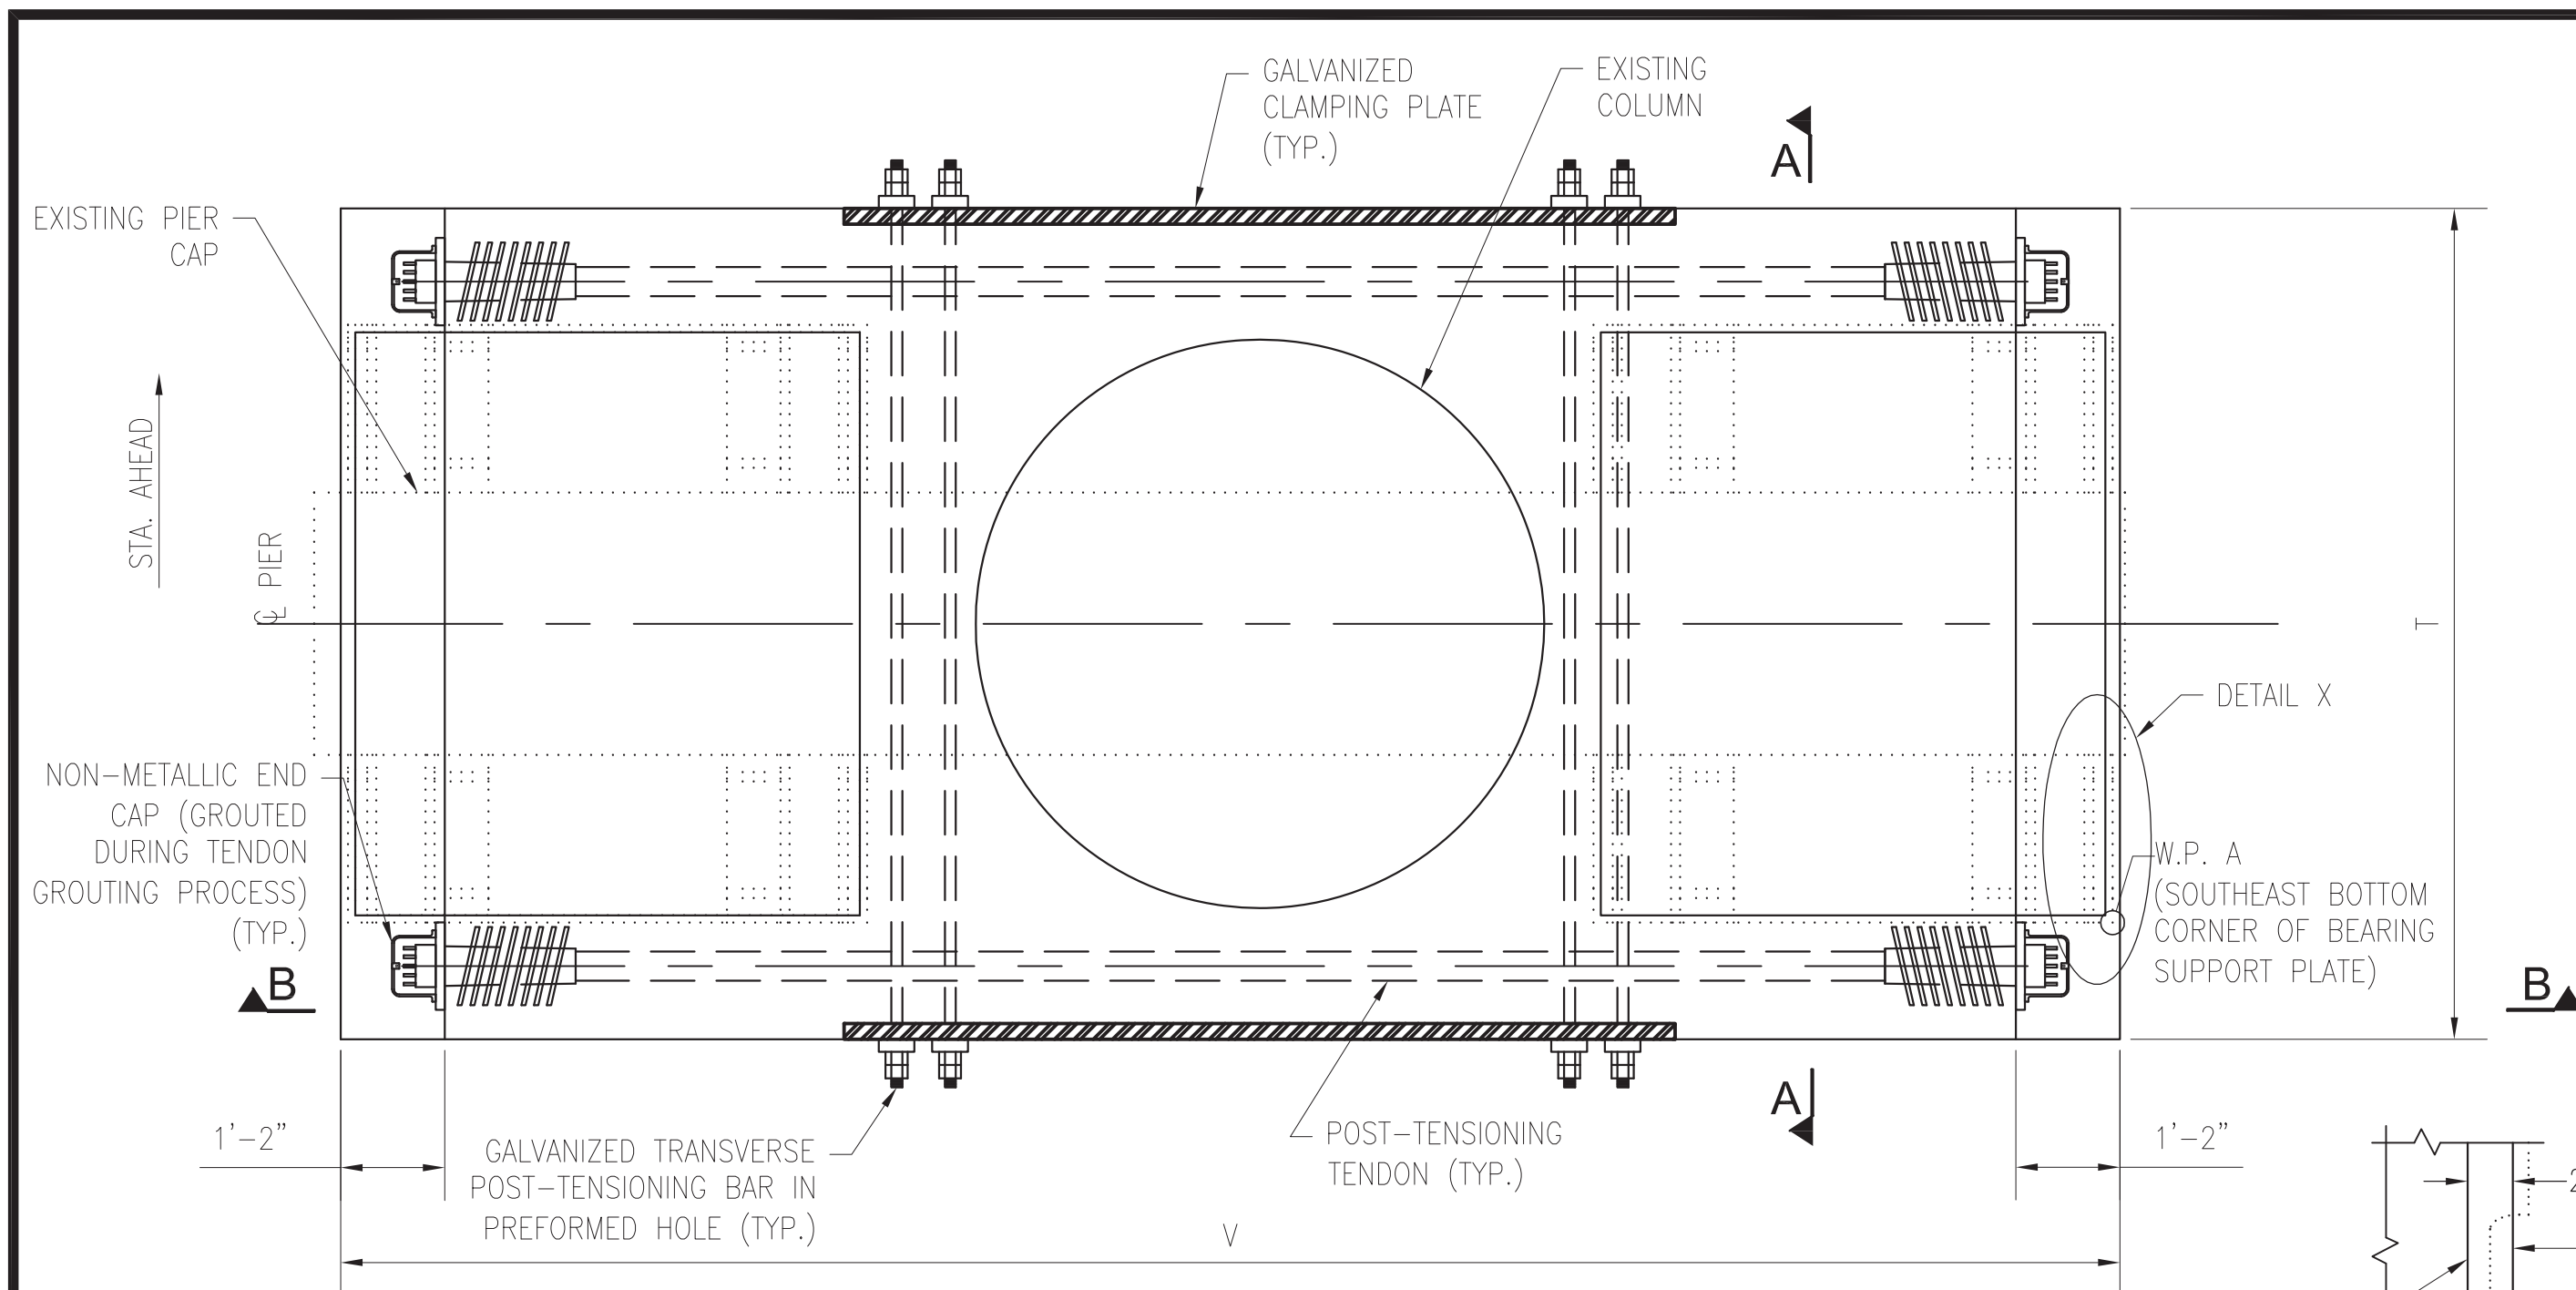 GALVANIZED
CLAMPING PLATE
(TYP.)
EXISTING
COLUMN
A
EXISTING PIER
CAP
STA. AHEAD
℄ PIER
T
DETAIL X
NON-METALLIC END
CAP (GROUTED
DURING TENDON
GROUTING PROCESS)
(TYP.)
W.P. A
(SOUTHEAST BOTTOM
CORNER OF BEARING
SUPPORT PLATE)
B
B
A
1'-2"
GALVANIZED TRANSVERSE
POST-TENSIONING BAR IN
PREFORMED HOLE (TYP.)
POST-TENSIONING
TENDON (TYP.)
1'-2"
V